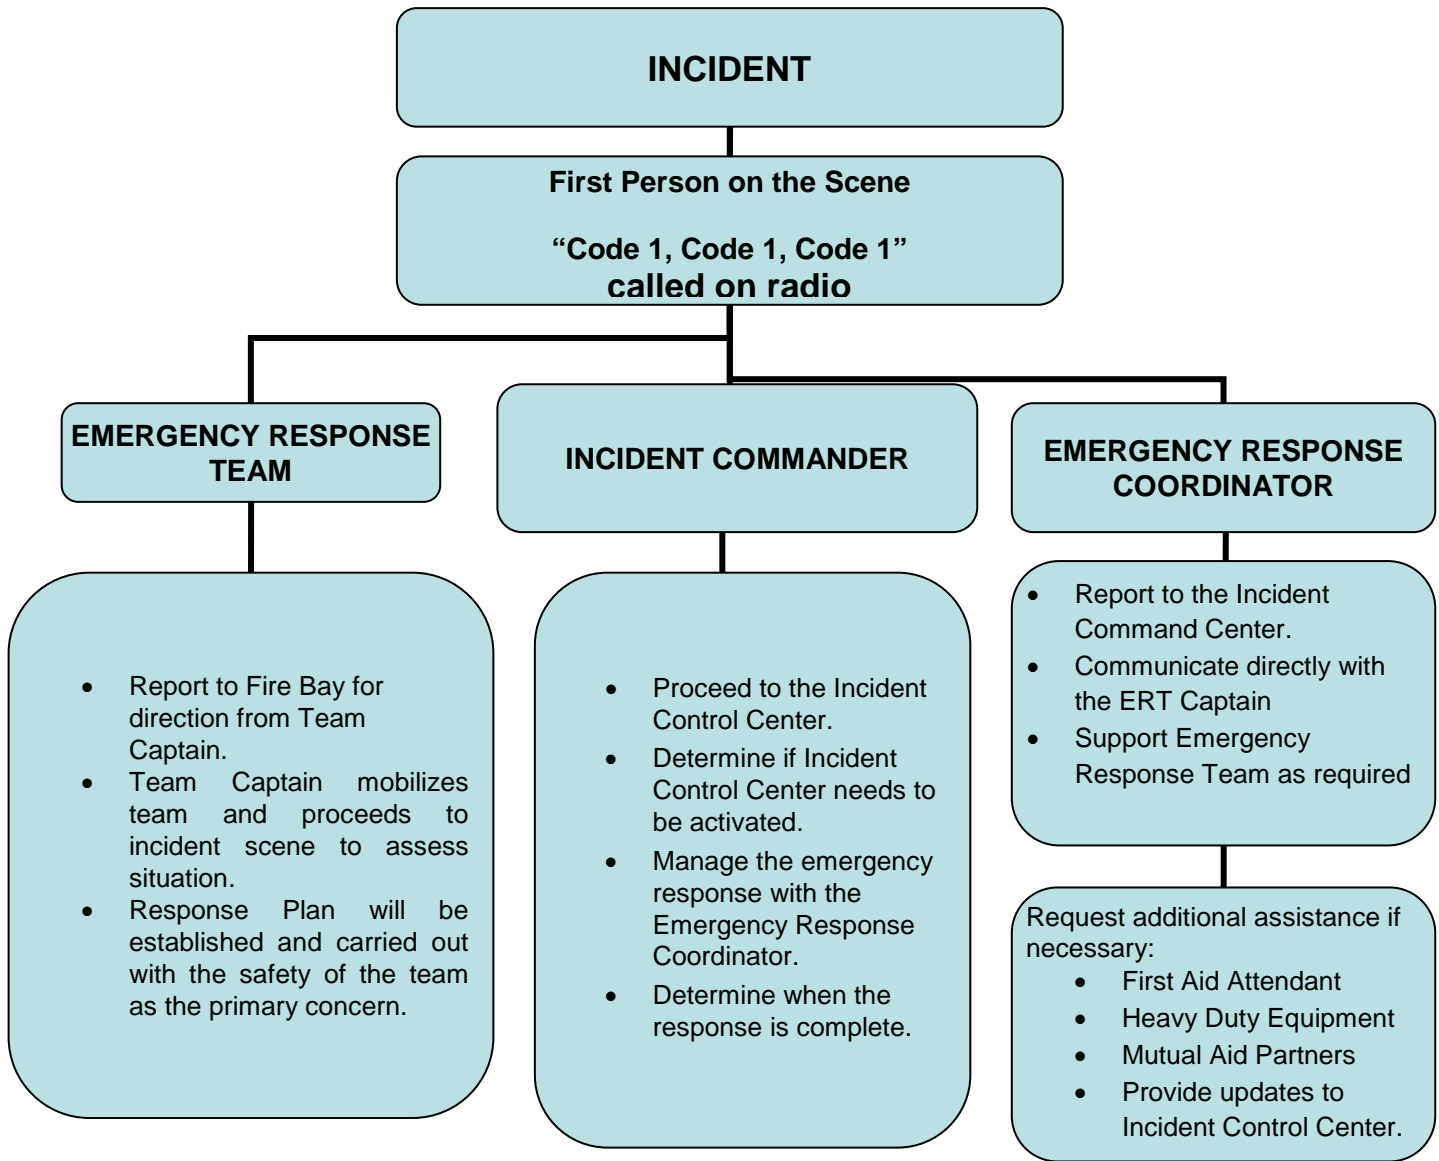 INCIDENT
First Person on the Scene
“Code 1, Code 1, Code 1”
called on radio
EMERGENCY RESPONSE
TEAM
INCIDENT COMMANDER
EMERGENCY RESPONSE
COORDINATOR
• Report to Fire Bay for
direction from Team
Captain.
• Team Captain mobilizes
team and proceeds to
incident scene to assess
situation.
• Response Plan will be
established and carried out
with the safety of the team
as the primary concern.
• Proceed to the Incident
Control Center.
• Determine if Incident
Control Center needs to
be activated.
• Manage the emergency
response with the
Emergency Response
Coordinator.
• Determine when the
response is complete.
• Report to the Incident
Command Center.
• Communicate directly with
the ERT Captain
• Support Emergency
Response Team as required
Request additional assistance if
necessary:
• First Aid Attendant
• Heavy Duty Equipment
• Mutual Aid Partners
• Provide updates to
Incident Control Center.